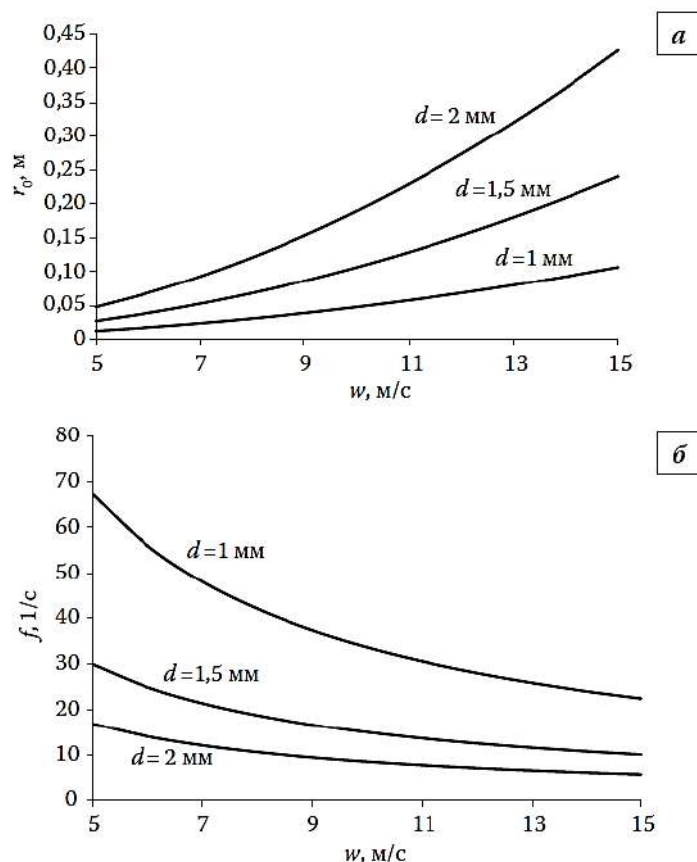 а
r₀, м
0,45
0,40
0,35
0,30
0,25
0,20
0,15
0,10
0,05
0
d = 2 мм
d = 1,5 мм
d = 1 мм
5 7 9 11 13 15
w, м/с
б
f, 1/с
80
70
60
50
40
30
20
10
0
d = 1 мм
d = 1,5 мм
d = 2 мм
5 7 9 11 13 15
w, м/с